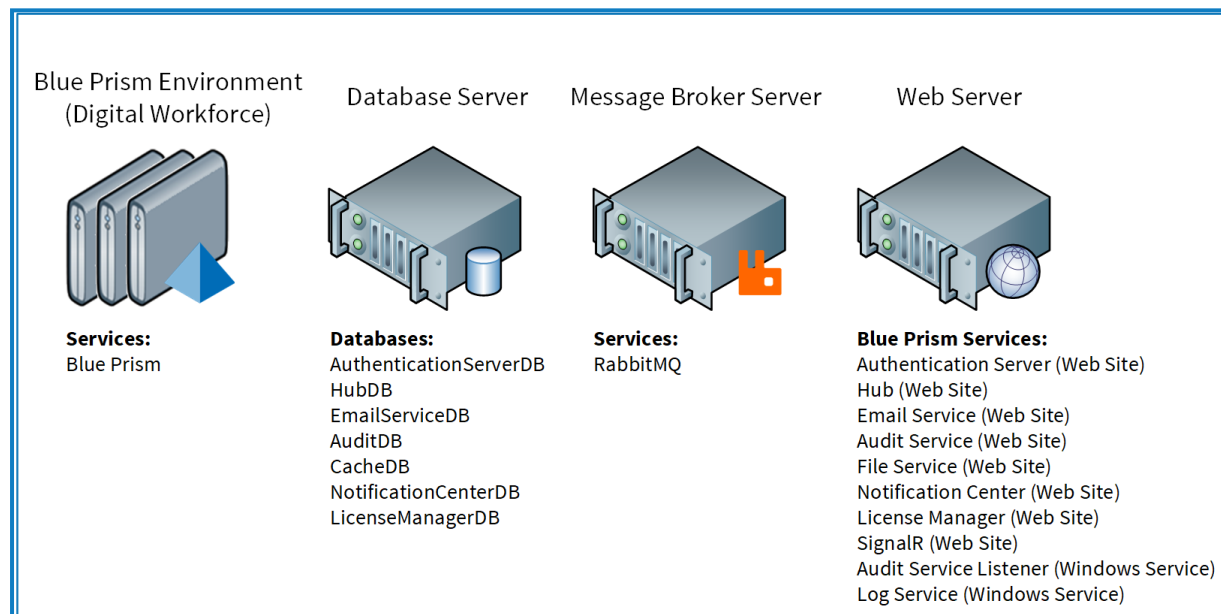 Blue Prism Environment
(Digital Workforce)
Database Server
Message Broker Server
Web Server
Services:
Blue Prism
Databases:
AuthenticationServerDB
HubDB
EmailServiceDB
AuditDB
CacheDB
NotificationCenterDB
LicenseManagerDB
Services:
RabbitMQ
Blue Prism Services:
Authentication Server (Web Site)
Hub (Web Site)
Email Service (Web Site)
Audit Service (Web Site)
File Service (Web Site)
Notification Center (Web Site)
License Manager (Web Site)
SignalR (Web Site)
Audit Service Listener (Windows Service)
Log Service (Windows Service)